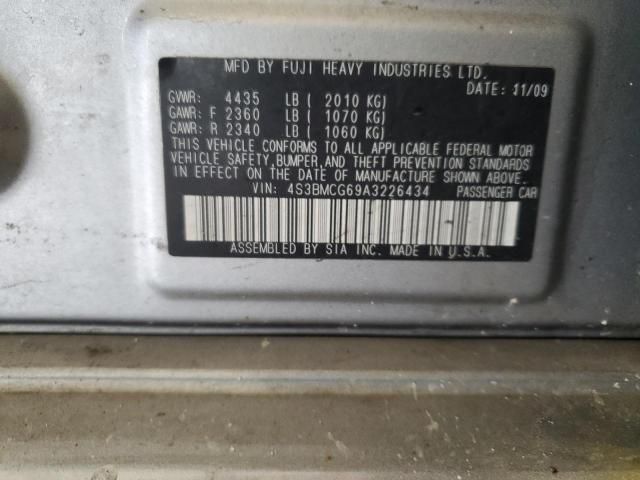 MFD BY FUJI HEAVY INDUSTRIES LTD.
DATE: 11/09
GVWR: 4435 LB ( 2010 KG)
GAWR: F 2360 LB ( 1070 KG)
GAWR: R 2340 LB ( 1060 KG)
THIS VEHICLE CONFORMS TO ALL APPLICABLE FEDERAL MOTOR
VEHICLE SAFETY, BUMPER, AND THEFT PREVENTION STANDARDS
IN EFFECT ON THE DATE OF MANUFACTURE SHOWN ABOVE.
VIN: 4S3BMCG69A3226434 PASSENGER CAR
ASSEMBLED BY SIA INC. MADE IN U.S.A.